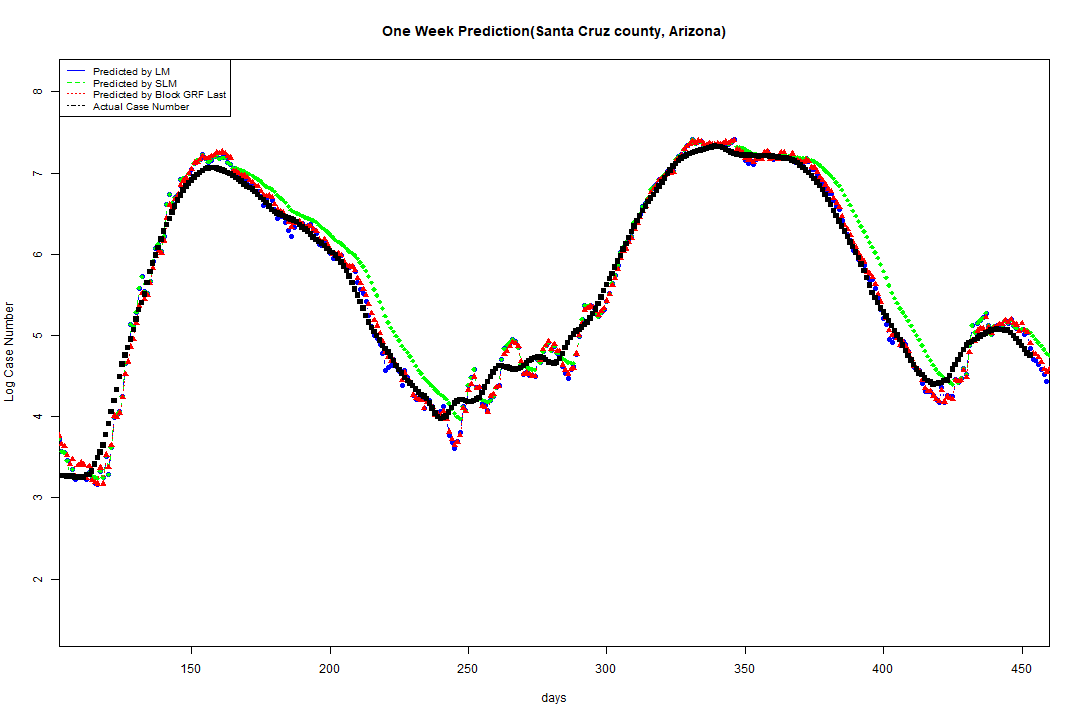 One Week Prediction(Santa Cruz county, Arizona)
Predicted by LM
Predicted by SLM
Predicted by Block GRF Last
Actual Case Number
Log Case Number
8
7
6
5
4
3
2
150 200 250 300 350 400 450
days